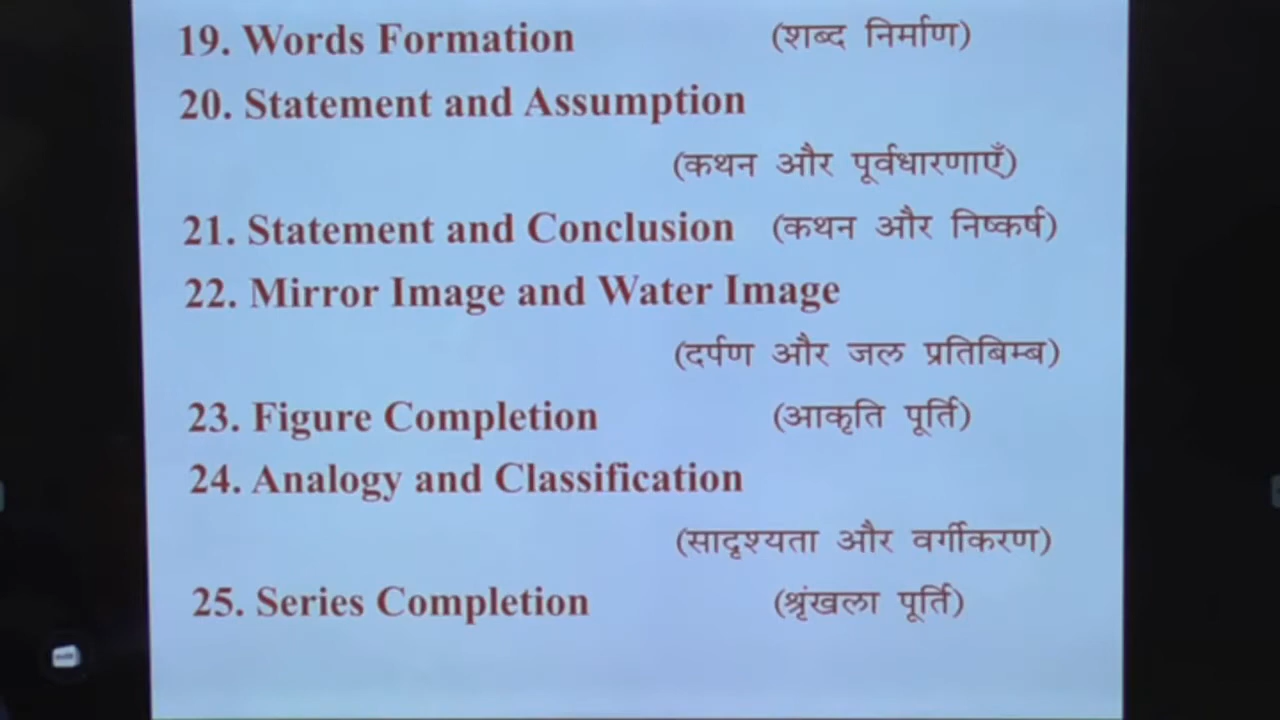 19. Words Formation (शब्द निर्माण)
20. Statement and Assumption
(कथन और पूर्वधारणाएँ)
21. Statement and Conclusion (कथन और निष्कर्ष)
22. Mirror Image and Water Image
(दर्पण और जल प्रतिबिम्ब)
23. Figure Completion (आकृति पूर्ति)
24. Analogy and Classification
(सादृश्यता और वर्गीकरण)
25. Series Completion (श्रृंखला पूर्ति)